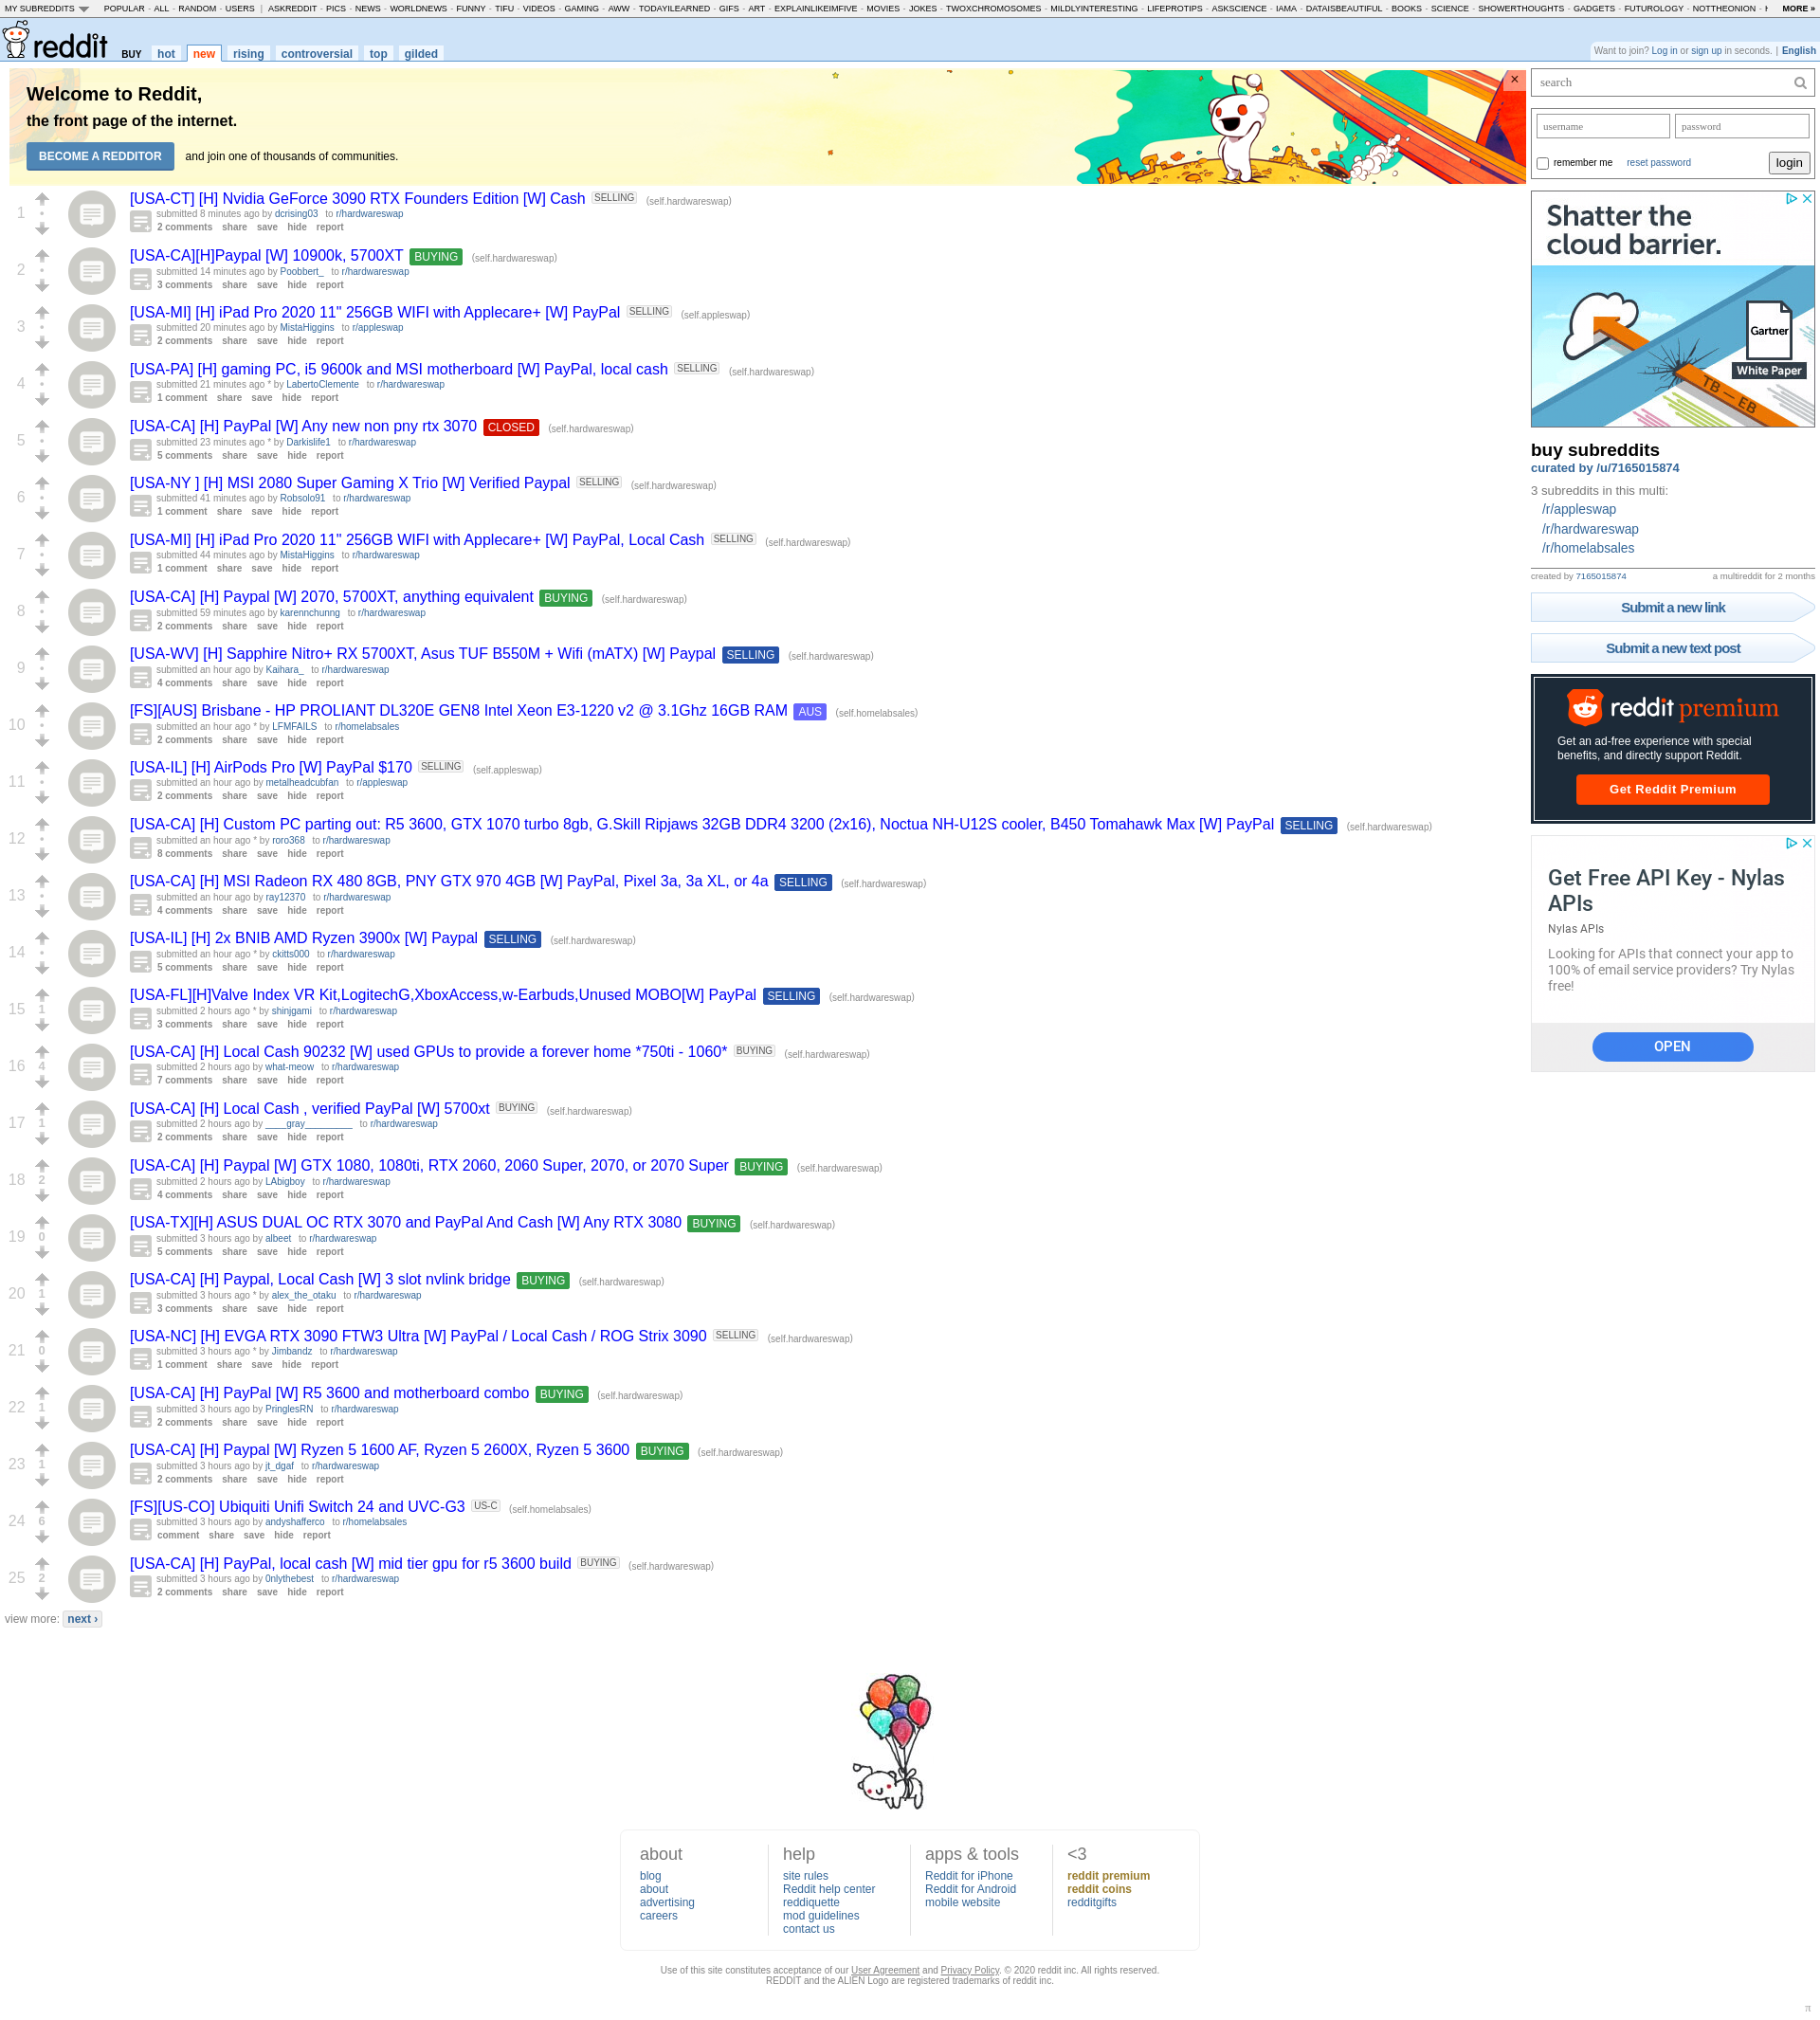 MY SUBREDDITS POPULAR - ALL - RANDOM - USERS | ASKREDDIT - PICS - NEWS - WORLDNEWS - FUNNY - TIFU - VIDEOS - GAMING - AWW - TODAYILEARNED - GIFS - ART - EXPLAINLIKEIMFIVE - MOVIES - JOKES - TWOXCHROMOSOMES - MILDLYINTERESTING - LIFEPROTIPS - ASKSCIENCE - IAMA - DATAISBEAUTIFUL - BOOKS - SCIENCE - SHOWERTHOUGHTS - GADGETS - FUTUROLOGY - NOTTHEONION - MORE »
reddit BUY hot new rising controversial top gilded
Want to join? Log in or sign up in seconds. | English
Welcome to Reddit,
the front page of the internet.
BECOME A REDDITOR and join one of thousands of communities.
×
1
[USA-CT] [H] Nvidia GeForce 3090 RTX Founders Edition [W] Cash SELLING (self.hardwareswap)
submitted 8 minutes ago by dcrising03 to r/hardwareswap
2 comments share save hide report
2
[USA-CA][H]Paypal [W] 10900k, 5700XT BUYING (self.hardwareswap)
submitted 14 minutes ago by Poobbert_ to r/hardwareswap
3 comments share save hide report
3
[USA-MI] [H] iPad Pro 2020 11" 256GB WIFI with Applecare+ [W] PayPal SELLING (self.appleswap)
submitted 20 minutes ago by MistaHiggins to r/appleswap
2 comments share save hide report
4
[USA-PA] [H] gaming PC, i5 9600k and MSI motherboard [W] PayPal, local cash SELLING (self.hardwareswap)
submitted 21 minutes ago * by LabertoClemente to r/hardwareswap
1 comment share save hide report
5
[USA-CA] [H] PayPal [W] Any new non pny rtx 3070 CLOSED (self.hardwareswap)
submitted 23 minutes ago * by Darkislife1 to r/hardwareswap
5 comments share save hide report
6
[USA-NY ] [H] MSI 2080 Super Gaming X Trio [W] Verified Paypal SELLING (self.hardwareswap)
submitted 41 minutes ago by Robsolo91 to r/hardwareswap
1 comment share save hide report
7
[USA-MI] [H] iPad Pro 2020 11" 256GB WIFI with Applecare+ [W] PayPal, Local Cash SELLING (self.hardwareswap)
submitted 44 minutes ago by MistaHiggins to r/hardwareswap
1 comment share save hide report
8
[USA-CA] [H] Paypal [W] 2070, 5700XT, anything equivalent BUYING (self.hardwareswap)
submitted 59 minutes ago by karennchunng to r/hardwareswap
2 comments share save hide report
9
[USA-WV] [H] Sapphire Nitro+ RX 5700XT, Asus TUF B550M + Wifi (mATX) [W] Paypal SELLING (self.hardwareswap)
submitted an hour ago by Kaihara_ to r/hardwareswap
4 comments share save hide report
10
[FS][AUS] Brisbane - HP PROLIANT DL320E GEN8 Intel Xeon E3-1220 v2 @ 3.1Ghz 16GB RAM AUS (self.homelabsales)
submitted an hour ago * by LFMFAILS to r/homelabsales
2 comments share save hide report
11
[USA-IL] [H] AirPods Pro [W] PayPal $170 SELLING (self.appleswap)
submitted an hour ago by metalheadcubfan to r/appleswap
2 comments share save hide report
12
[USA-CA] [H] Custom PC parting out: R5 3600, GTX 1070 turbo 8gb, G.Skill Ripjaws 32GB DDR4 3200 (2x16), Noctua NH-U12S cooler, B450 Tomahawk Max [W] PayPal SELLING (self.hardwareswap)
submitted an hour ago * by roro368 to r/hardwareswap
8 comments share save hide report
13
[USA-CA] [H] MSI Radeon RX 480 8GB, PNY GTX 970 4GB [W] PayPal, Pixel 3a, 3a XL, or 4a SELLING (self.hardwareswap)
submitted an hour ago by ray12370 to r/hardwareswap
4 comments share save hide report
14
[USA-IL] [H] 2x BNIB AMD Ryzen 3900x [W] Paypal SELLING (self.hardwareswap)
submitted an hour ago * by ckitts000 to r/hardwareswap
5 comments share save hide report
15 1
[USA-FL][H]Valve Index VR Kit,LogitechG,XboxAccess,w-Earbuds,Unused MOBO[W] PayPal SELLING (self.hardwareswap)
submitted 2 hours ago * by shinjgami to r/hardwareswap
3 comments share save hide report
16 4
[USA-CA] [H] Local Cash 90232 [W] used GPUs to provide a forever home *750ti - 1060* BUYING (self.hardwareswap)
submitted 2 hours ago by what-meow to r/hardwareswap
7 comments share save hide report
17 1
[USA-CA] [H] Local Cash , verified PayPal [W] 5700xt BUYING (self.hardwareswap)
submitted 2 hours ago by ____gray_________ to r/hardwareswap
2 comments share save hide report
18 2
[USA-CA] [H] Paypal [W] GTX 1080, 1080ti, RTX 2060, 2060 Super, 2070, or 2070 Super BUYING (self.hardwareswap)
submitted 2 hours ago by LAbigboy to r/hardwareswap
4 comments share save hide report
19 0
[USA-TX][H] ASUS DUAL OC RTX 3070 and PayPal And Cash [W] Any RTX 3080 BUYING (self.hardwareswap)
submitted 3 hours ago by albeet to r/hardwareswap
5 comments share save hide report
20 1
[USA-CA] [H] Paypal, Local Cash [W] 3 slot nvlink bridge BUYING (self.hardwareswap)
submitted 3 hours ago * by alex_the_otaku to r/hardwareswap
3 comments share save hide report
21 0
[USA-NC] [H] EVGA RTX 3090 FTW3 Ultra [W] PayPal / Local Cash / ROG Strix 3090 SELLING (self.hardwareswap)
submitted 3 hours ago * by Jimbandz to r/hardwareswap
1 comment share save hide report
22 1
[USA-CA] [H] PayPal [W] R5 3600 and motherboard combo BUYING (self.hardwareswap)
submitted 3 hours ago by PringlesRN to r/hardwareswap
2 comments share save hide report
23 1
[USA-CA] [H] Paypal [W] Ryzen 5 1600 AF, Ryzen 5 2600X, Ryzen 5 3600 BUYING (self.hardwareswap)
submitted 3 hours ago by jt_dgaf to r/hardwareswap
2 comments share save hide report
24 6
[FS][US-CO] Ubiquiti Unifi Switch 24 and UVC-G3 US-C (self.homelabsales)
submitted 3 hours ago by andyshafferco to r/homelabsales
comment share save hide report
25 2
[USA-CA] [H] PayPal, local cash [W] mid tier gpu for r5 3600 build BUYING (self.hardwareswap)
submitted 3 hours ago by 0nlythebest to r/hardwareswap
2 comments share save hide report
view more: next ›
search
username password
remember me reset password login
Shatter the
cloud barrier.
Gartner
White Paper
TB — EB
buy subreddits
curated by /u/7165015874
3 subreddits in this multi:
/r/appleswap
/r/hardwareswap
/r/homelabsales
created by 7165015874 a multireddit for 2 months
Submit a new link
Submit a new text post
reddit premium
Get an ad-free experience with special
benefits, and directly support Reddit.
Get Reddit Premium
Get Free API Key - Nylas
APIs
Nylas APIs
Looking for APIs that connect your app to
100% of email service providers? Try Nylas
free!
OPEN
about
blog
about
advertising
careers
help
site rules
Reddit help center
reddiquette
mod guidelines
contact us
apps & tools
Reddit for iPhone
Reddit for Android
mobile website
<3
reddit premium
reddit coins
redditgifts
Use of this site constitutes acceptance of our User Agreement and Privacy Policy. © 2020 reddit inc. All rights reserved.
REDDIT and the ALIEN Logo are registered trademarks of reddit inc.
π